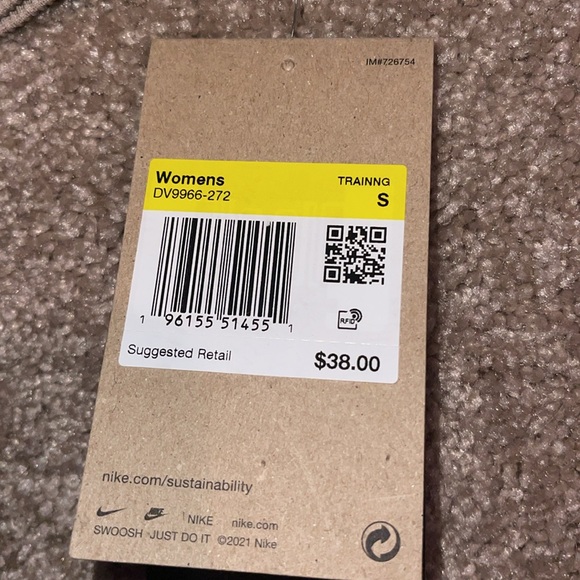 IM#726754
Womens TRAINNG
DV9966-272 S
1 96155 51455 1
RFID
Suggested Retail $38.00
nike.com/sustainability
NIKE nike.com
SWOOSH JUST DO IT ©2021 Nike